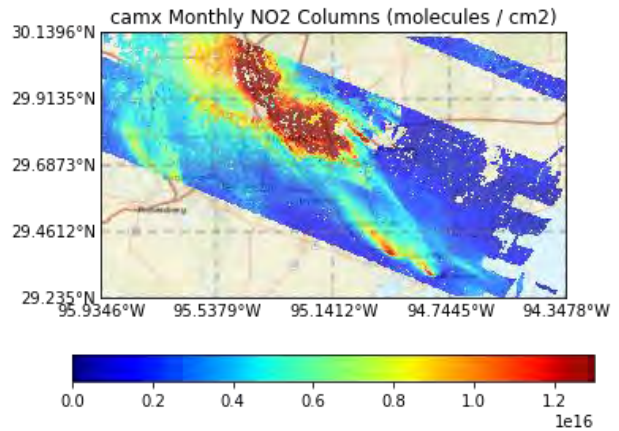 camx Monthly NO2 Columns (molecules / cm2)
30.1396°N
29.9135°N
29.6873°N
29.4612°N
29.235°N
95.9346°W 95.5379°W 95.1412°W 94.7445°W 94.3478°W
0.0 0.2 0.4 0.6 0.8 1.0 1.2
1e16